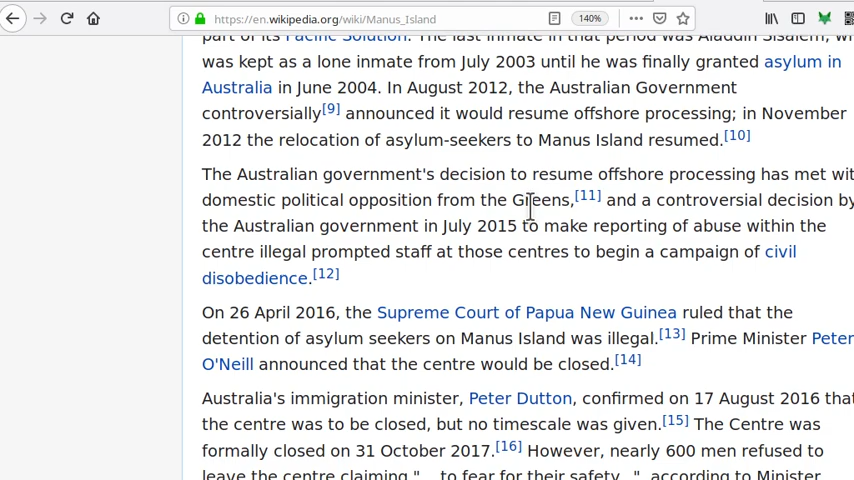 https://en.wikipedia.org/wiki/Manus_Island
140%
part of its Pacific Solution. The last inmate in that period was Aladdin Sisalem,
was kept as a lone inmate from July 2003 until he was finally granted asylum in
Australia in June 2004. In August 2012, the Australian Government
controversially[9] announced it would resume offshore processing; in November
2012 the relocation of asylum-seekers to Manus Island resumed.[10]
The Australian government's decision to resume offshore processing has met wit
domestic political opposition from the Greens,[11] and a controversial decision by
the Australian government in July 2015 to make reporting of abuse within the
centre illegal prompted staff at those centres to begin a campaign of civil
disobedience.[12]
On 26 April 2016, the Supreme Court of Papua New Guinea ruled that the
detention of asylum seekers on Manus Island was illegal.[13] Prime Minister Peter
O'Neill announced that the centre would be closed.[14]
Australia's immigration minister, Peter Dutton, confirmed on 17 August 2016 that
the centre was to be closed, but no timescale was given.[15] The Centre was
formally closed on 31 October 2017.[16] However, nearly 600 men refused to
leave the centre claiming "... to fear for their safety...", according to Minister